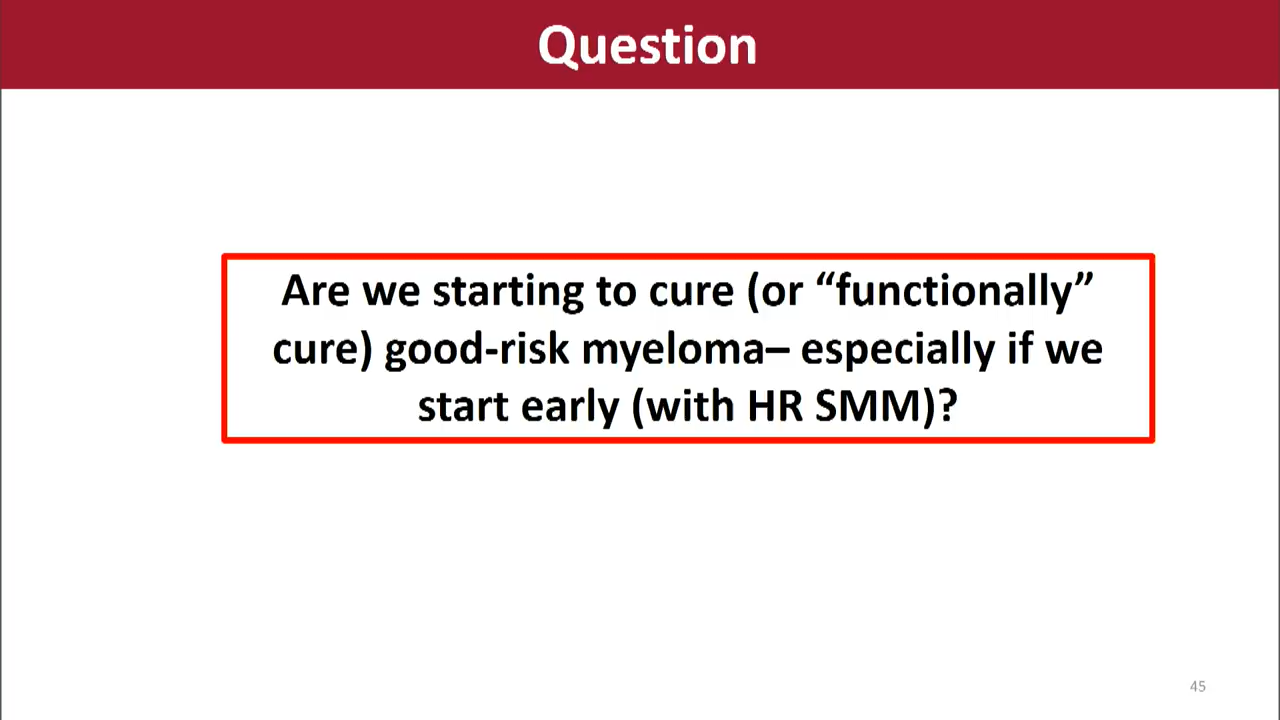 Question
Are we starting to cure (or “functionally”
cure) good-risk myeloma– especially if we
start early (with HR SMM)?
45